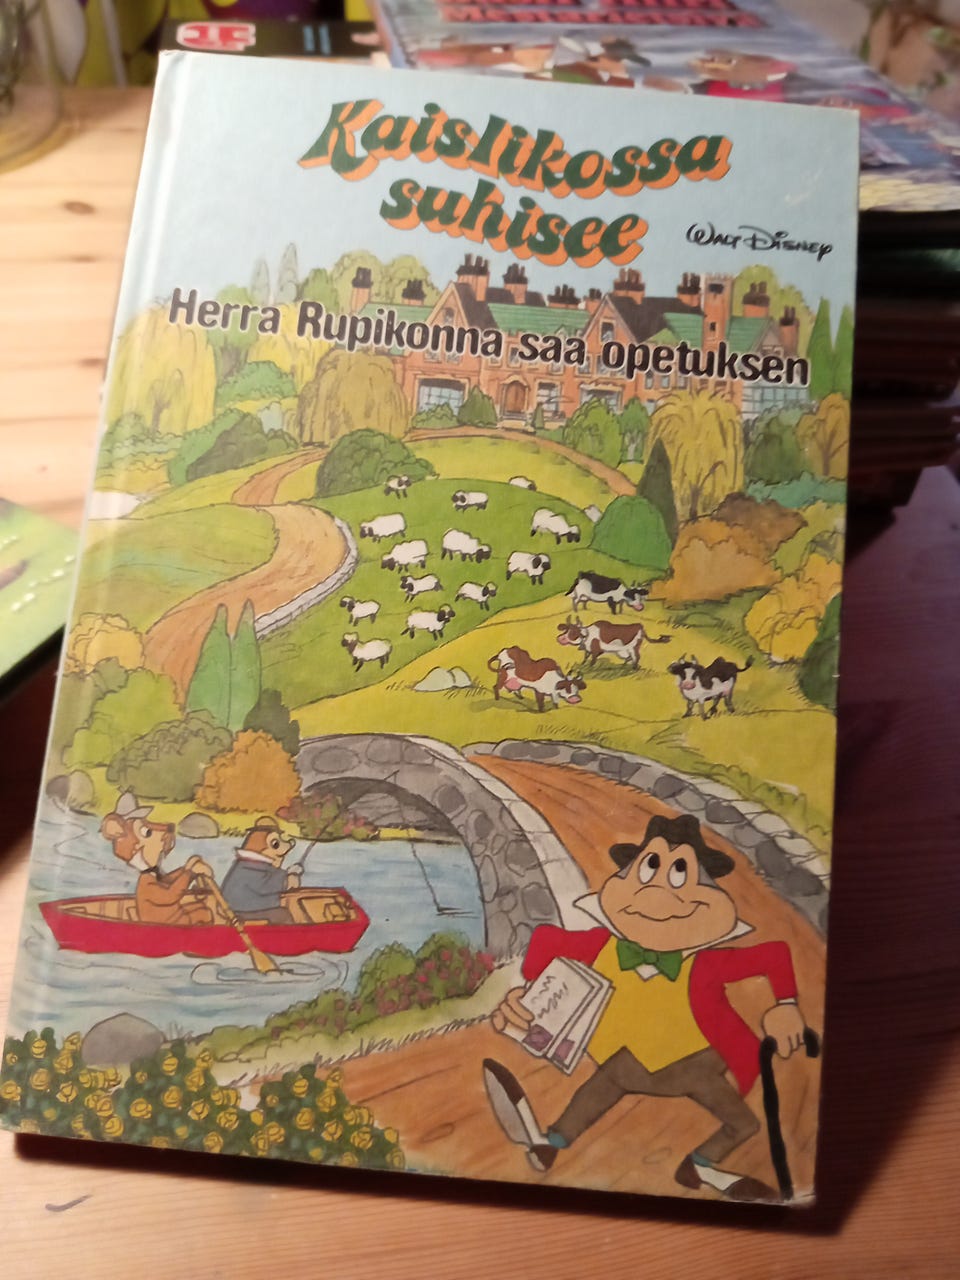 Kaislikossa
suhisee
Walt Disney
Herra Rupikonna saa opetuksen